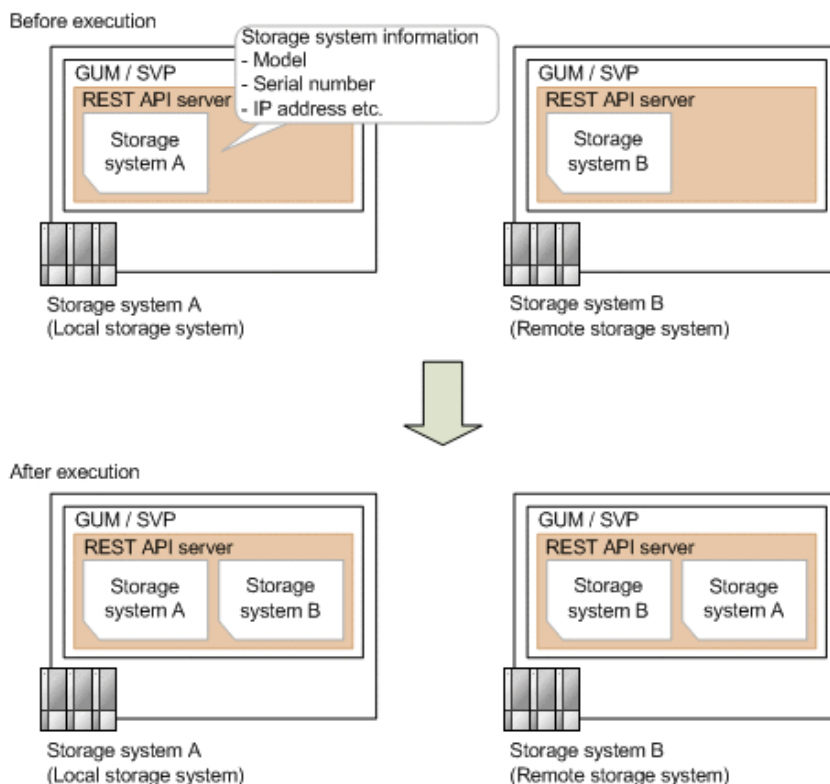 Before execution
Storage system information
- Model
- Serial number
- IP address etc.
GUM / SVP
REST API server
Storage
system A
Storage system A
(Local storage system)
GUM / SVP
REST API server
Storage
system B
Storage system B
(Remote storage system)
After execution
GUM / SVP
REST API server
Storage
system A
Storage
system B
Storage system A
(Local storage system)
GUM / SVP
REST API server
Storage
system B
Storage
system A
Storage system B
(Remote storage system)